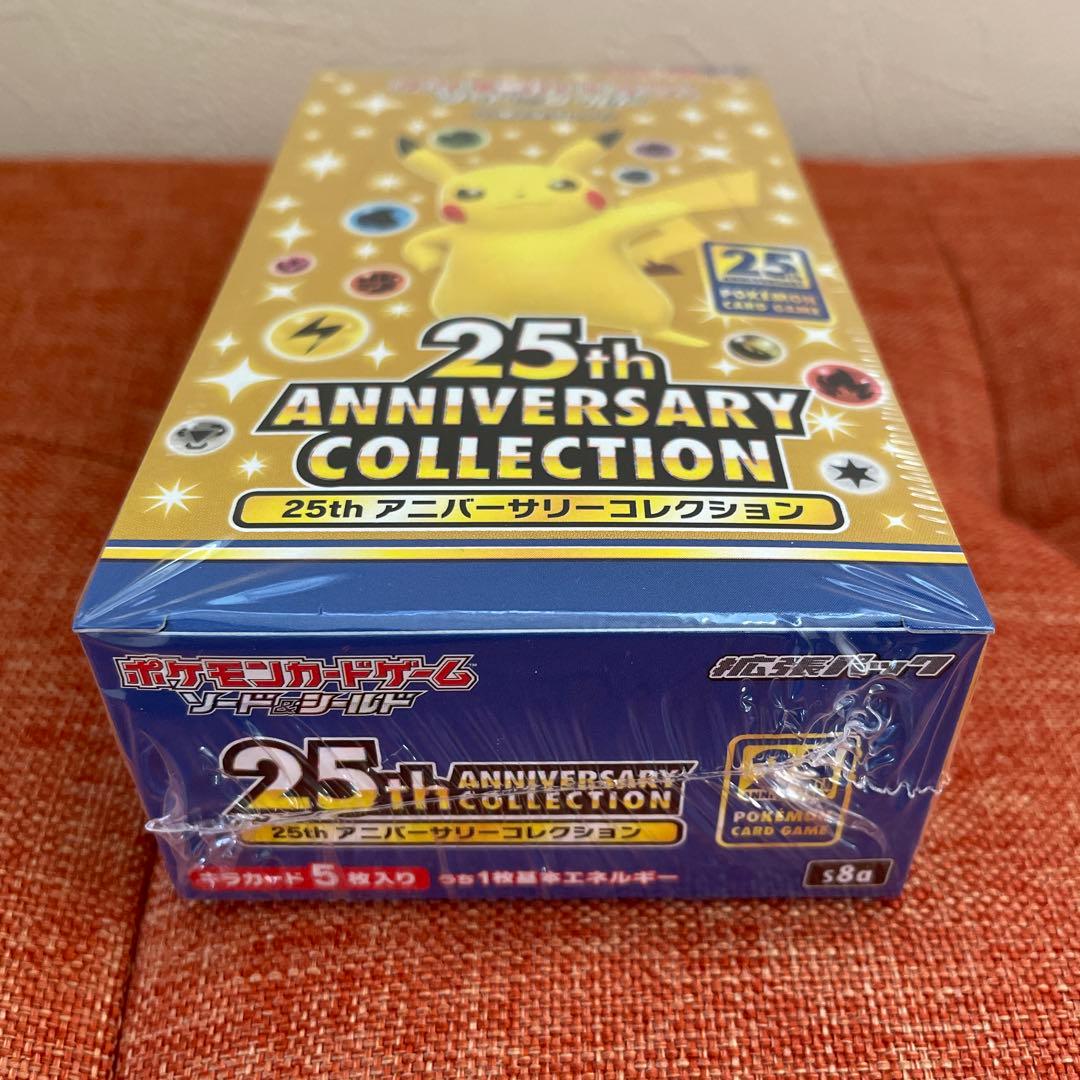 25th
ANNIVERSARY
POKÉMON
CARD GAME
25th
ANNIVERSARY
COLLECTION
25th アニバーサリーコレクション
ポケモンカードゲーム
ソード&シールド
拡張パック
25th ANNIVERSARY
COLLECTION
25th アニバーサリーコレクション
POKÉMON
CARD GAME
キラカード5枚入り うち1枚基本エネルギー
s8a